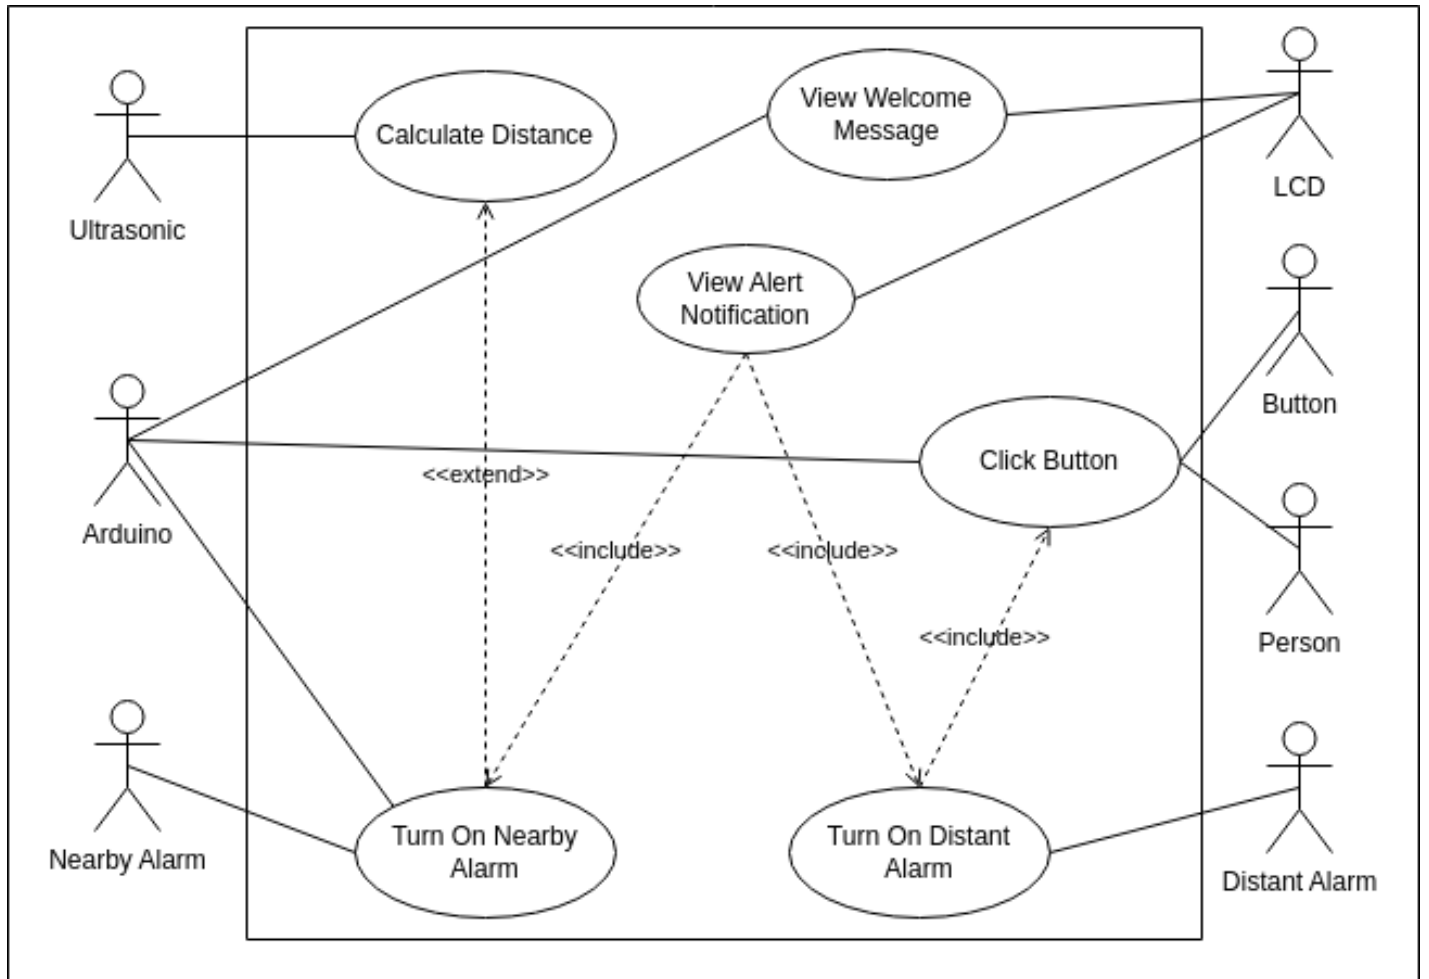 View Welcome
Message
Calculate Distance
LCD
Ultrasonic
View Alert
Notification
Button
Click Button
<<extend>>
Arduino
<<include>>
<<include>>
<<include>>
Person
Turn On Nearby
Alarm
Turn On Distant
Alarm
Nearby Alarm
Distant Alarm